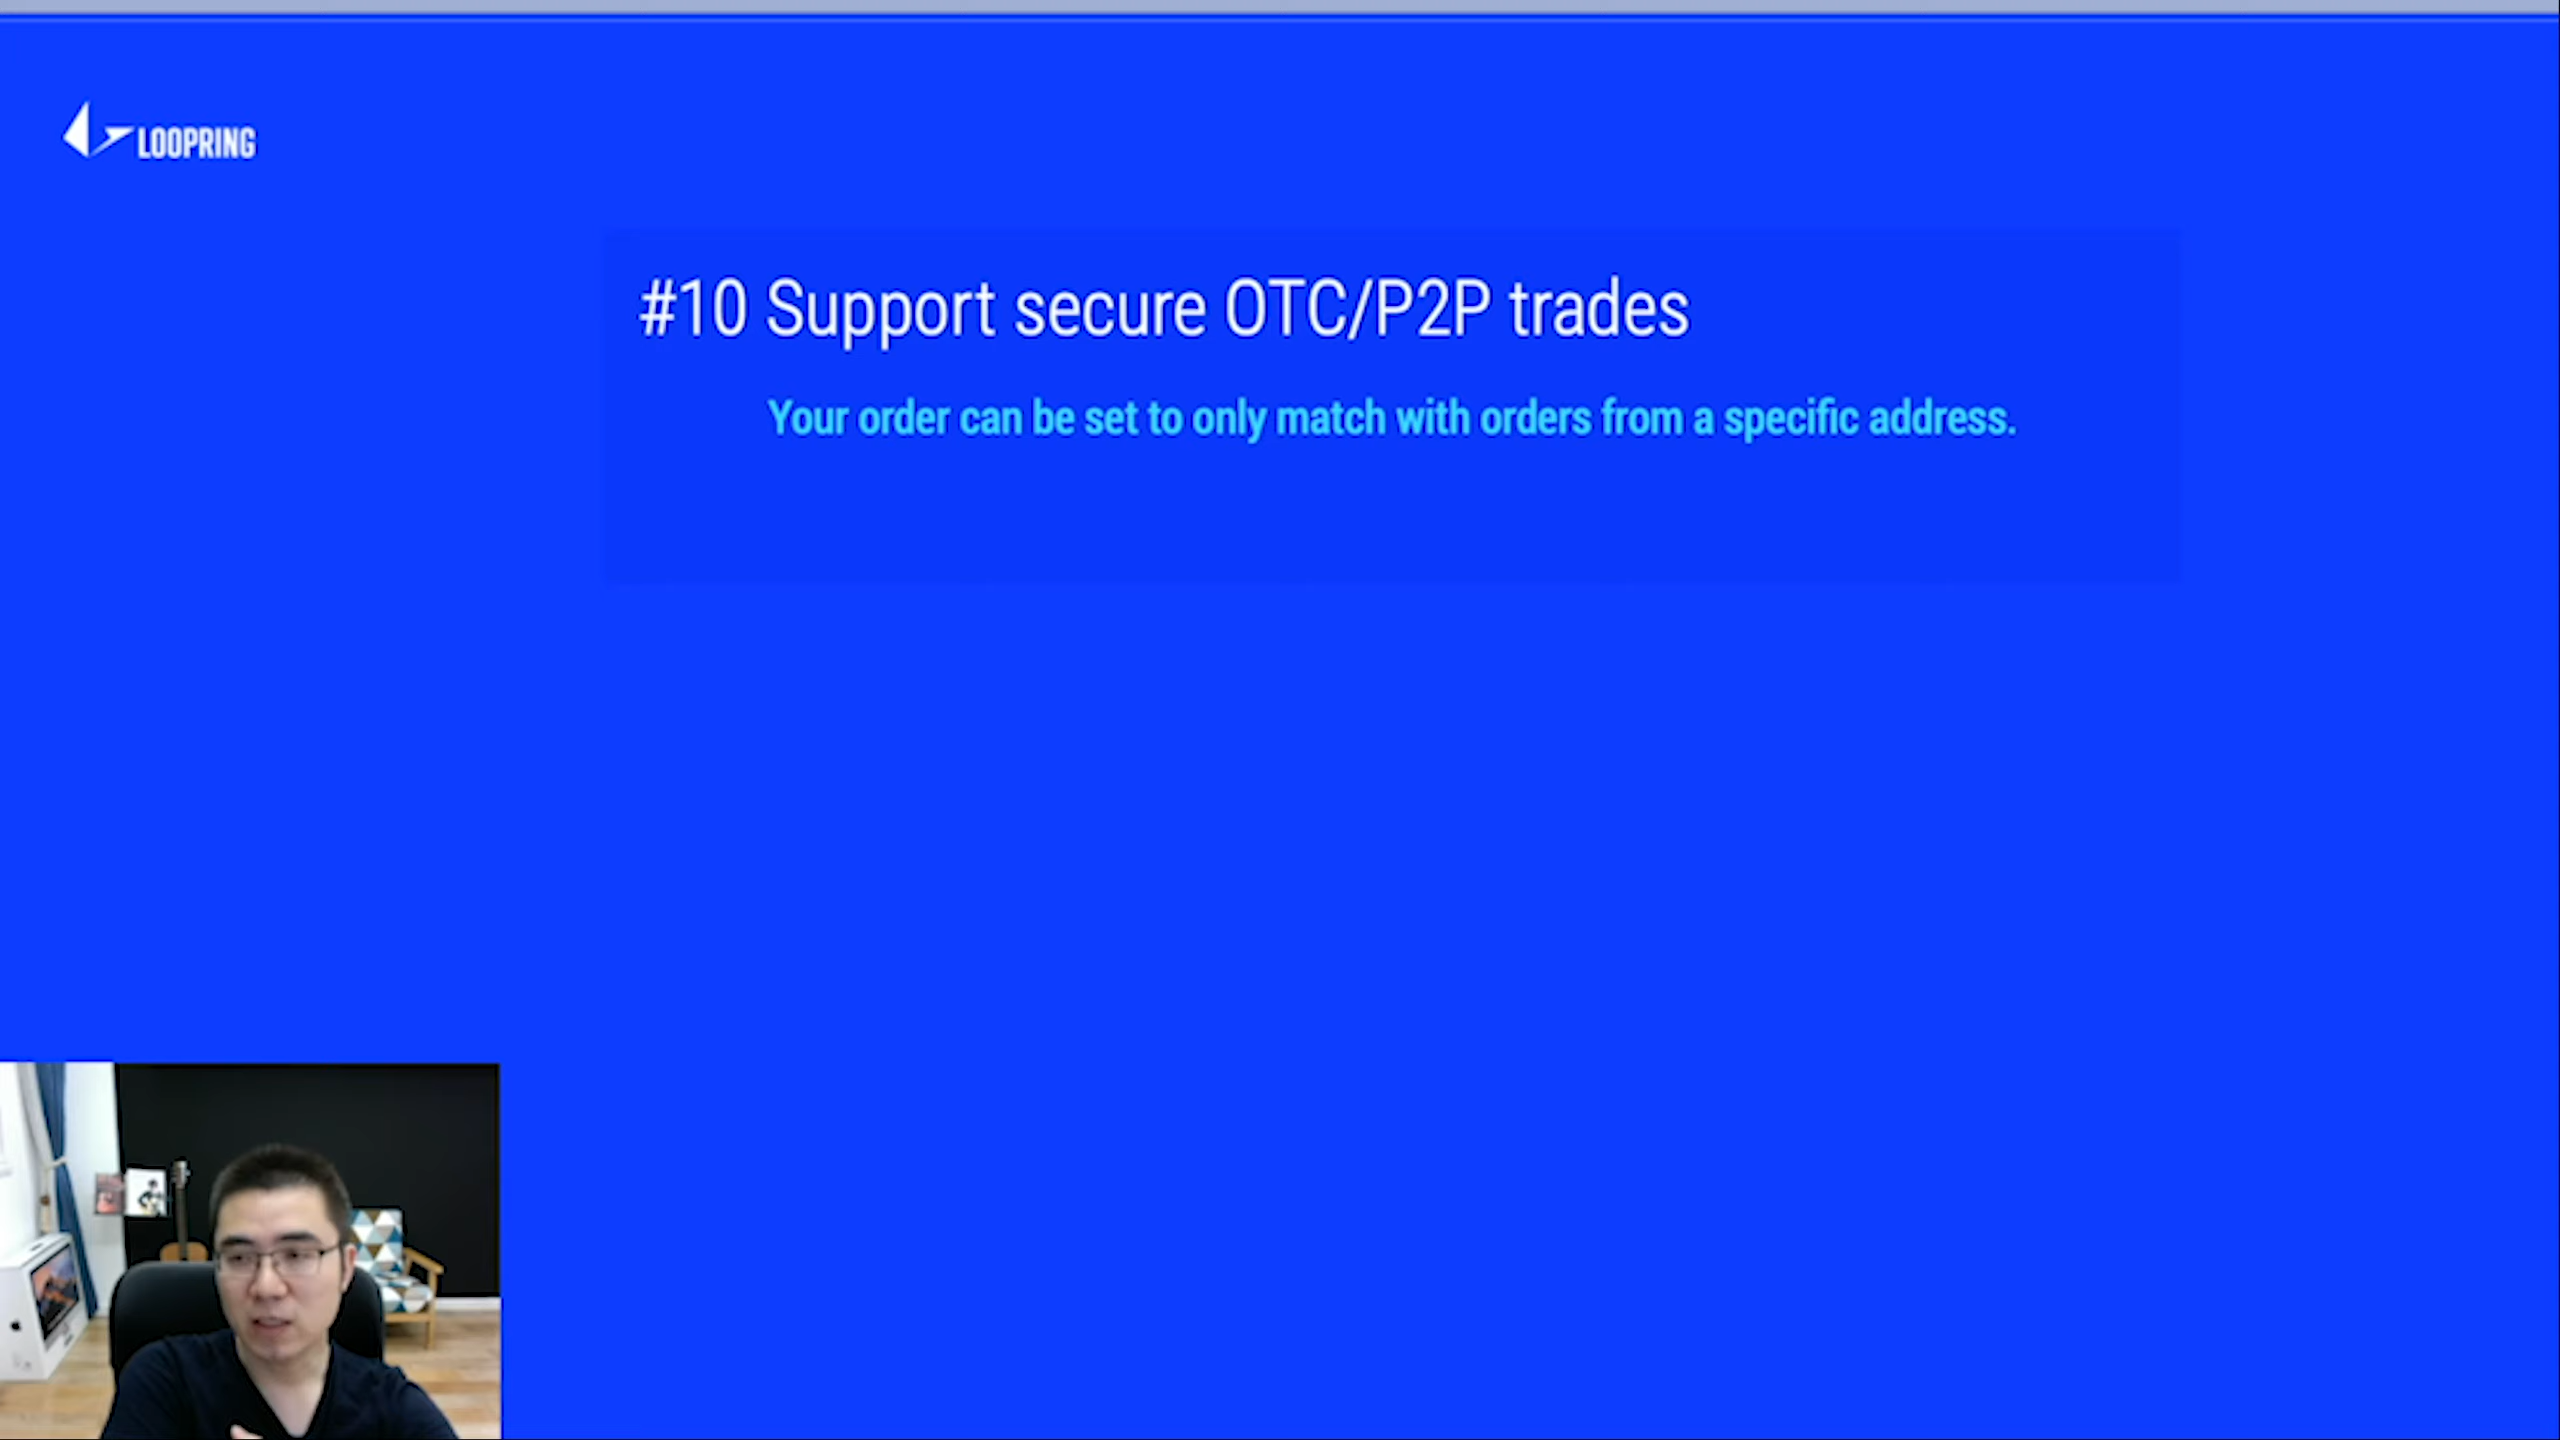 LOOPRING
#10 Support secure OTC/P2P trades
Your order can be set to only match with orders from a specific address.